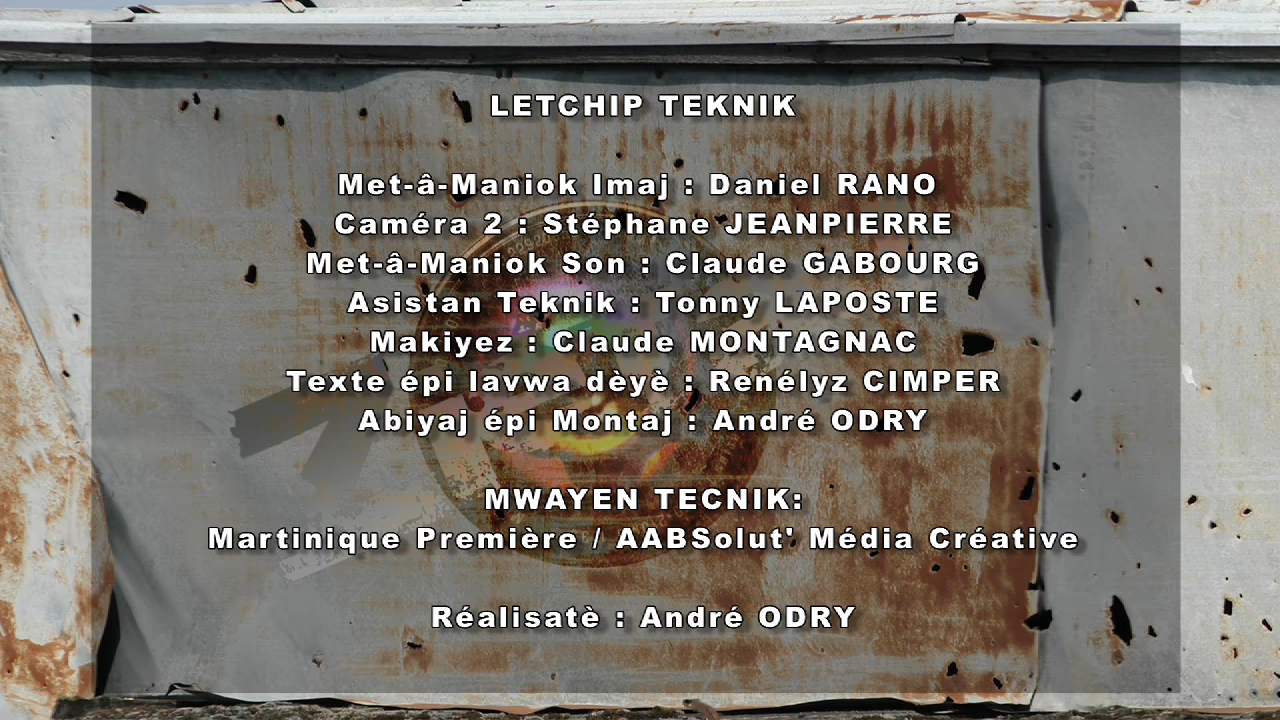 LETCHIP TEKNIK
Met-â-Maniok Imaj : Daniel RANO
Caméra 2 : Stéphane JEANPIERRE
Met-â-Maniok Son : Claude GABOURG
Asistan Teknik : Tonny LAPOSTE
Makiyez : Claude MONTAGNAC
Texte épi lavwa dèyè : Renélyz CIMPER
Abiyaj épi Montaj : André ODRY
MWAYEN TECNIK:
Martinique Première / AABSolut' Média Créative
Réalisatè : André ODRY